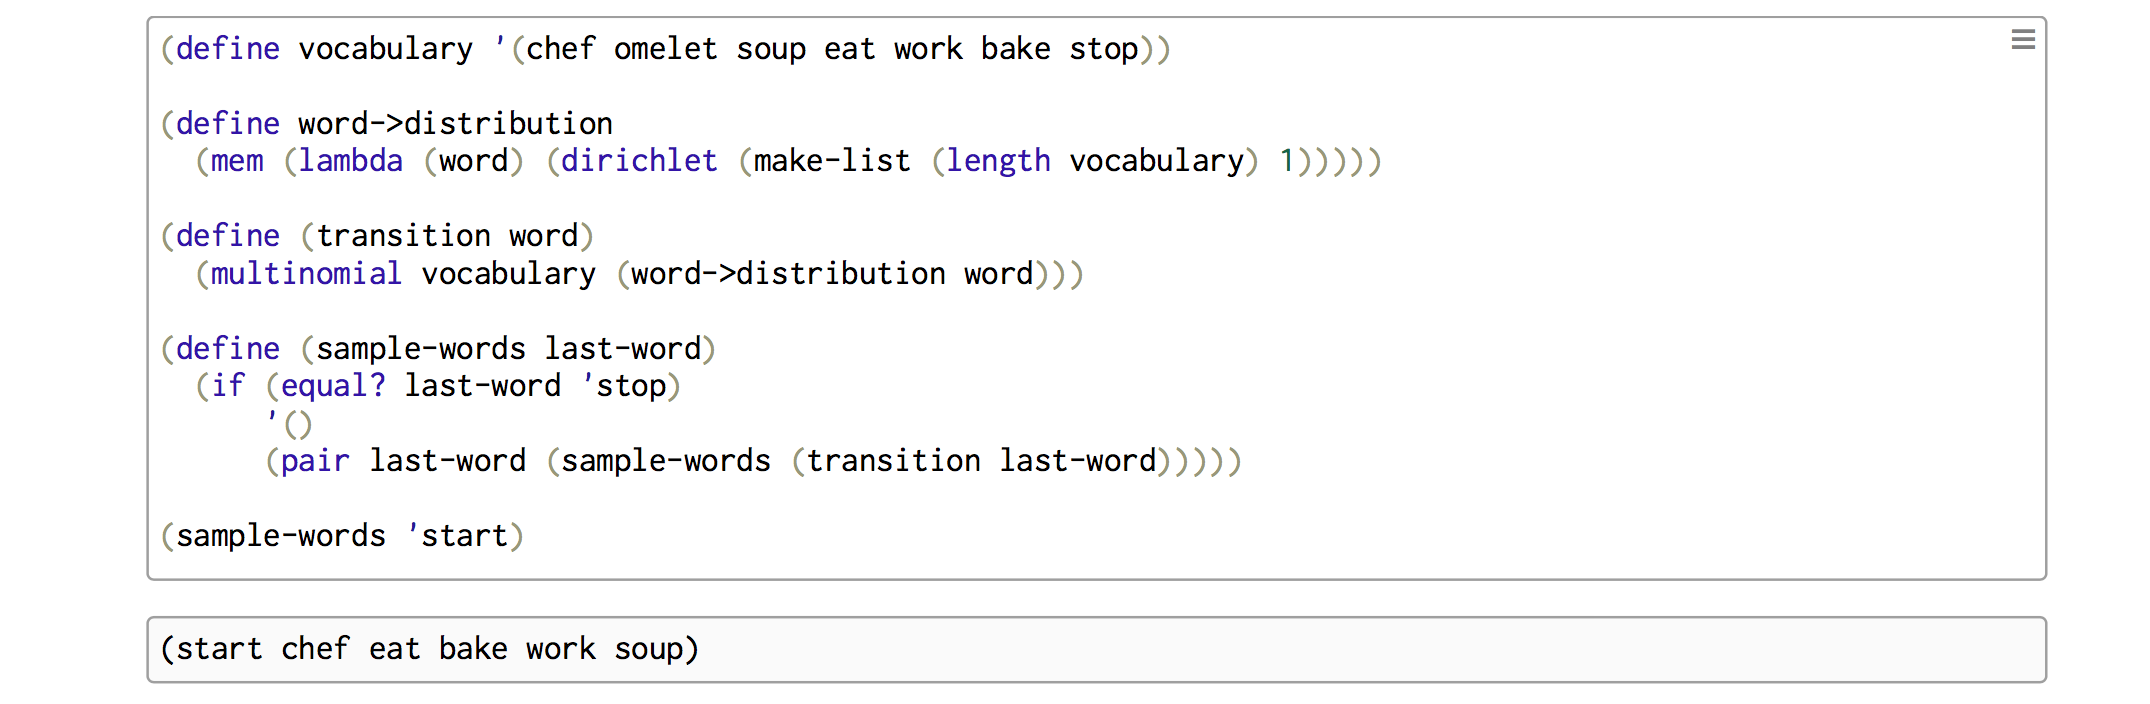 (define vocabulary '(chef omelet soup eat work bake stop))
(define word->distribution
  (mem (lambda (word) (dirichlet (make-list (length vocabulary) 1)))))
(define (transition word)
  (multinomial vocabulary (word->distribution word)))
(define (sample-words last-word)
  (if (equal? last-word 'stop)
      '()
      (pair last-word (sample-words (transition last-word)))))
(sample-words 'start)
(start chef eat bake work soup)